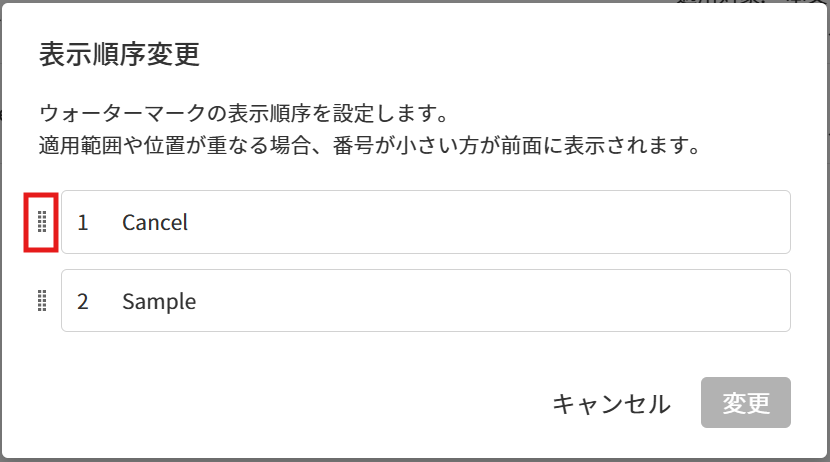 表示順序変更
ウォーターマークの表示順序を設定します。
適用範囲や位置が重なる場合、番号が小さい方が前面に表示されます。
1 Cancel
2 Sample
キャンセル 変更